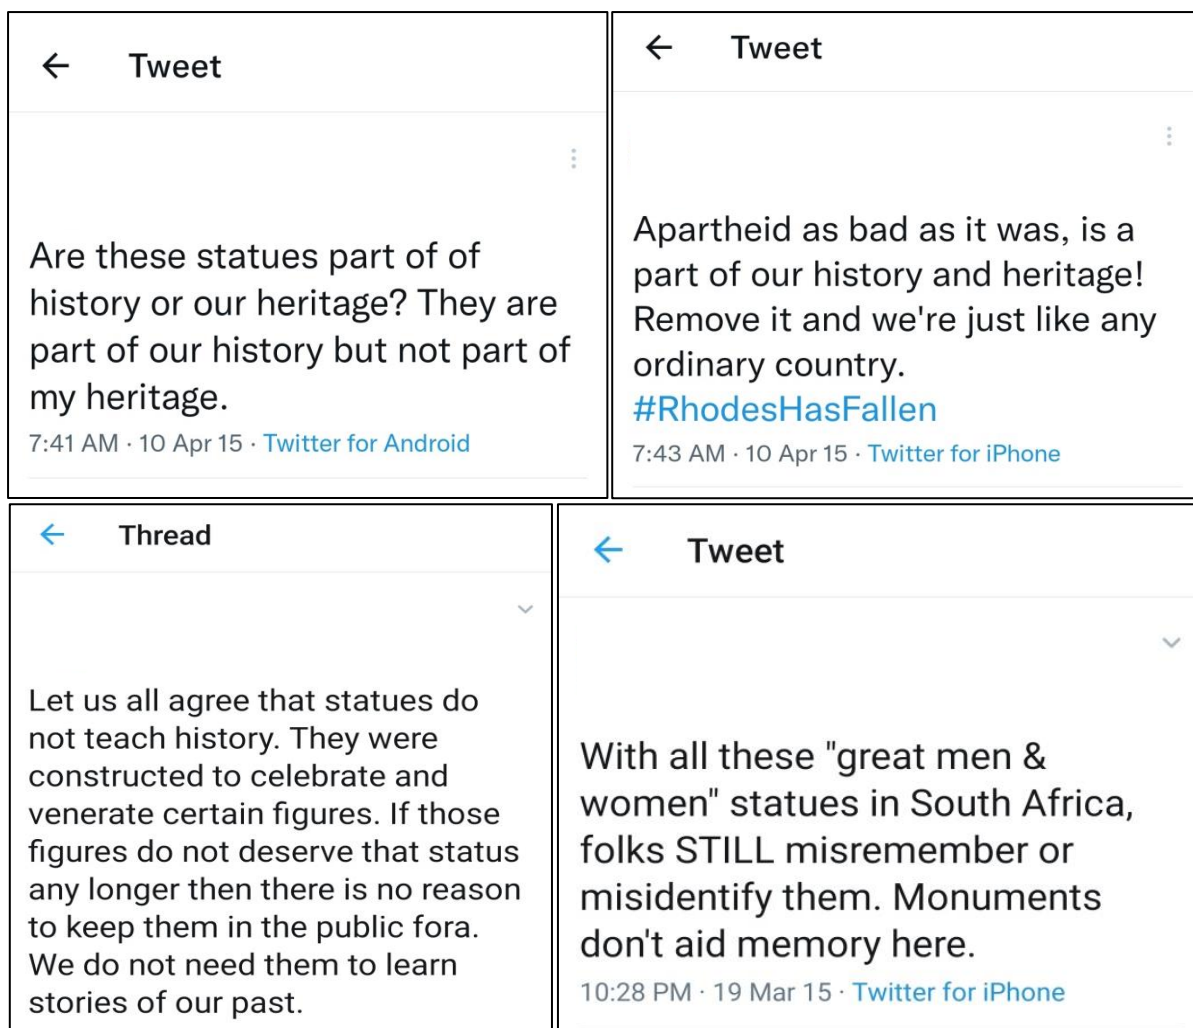 Tweet
Are these statues part of of
history or our heritage? They are
part of our history but not part of
my heritage.
7:41 AM · 10 Apr 15 · Twitter for Android
Tweet
Apartheid as bad as it was, is a
part of our history and heritage!
Remove it and we're just like any
ordinary country.
#RhodesHasFallen
7:43 AM · 10 Apr 15 · Twitter for iPhone
Thread
Let us all agree that statues do
not teach history. They were
constructed to celebrate and
venerate certain figures. If those
figures do not deserve that status
any longer then there is no reason
to keep them in the public fora.
We do not need them to learn
stories of our past.
Tweet
With all these "great men &
women" statues in South Africa,
folks STILL misremember or
misidentify them. Monuments
don't aid memory here.
10:28 PM · 19 Mar 15 · Twitter for iPhone